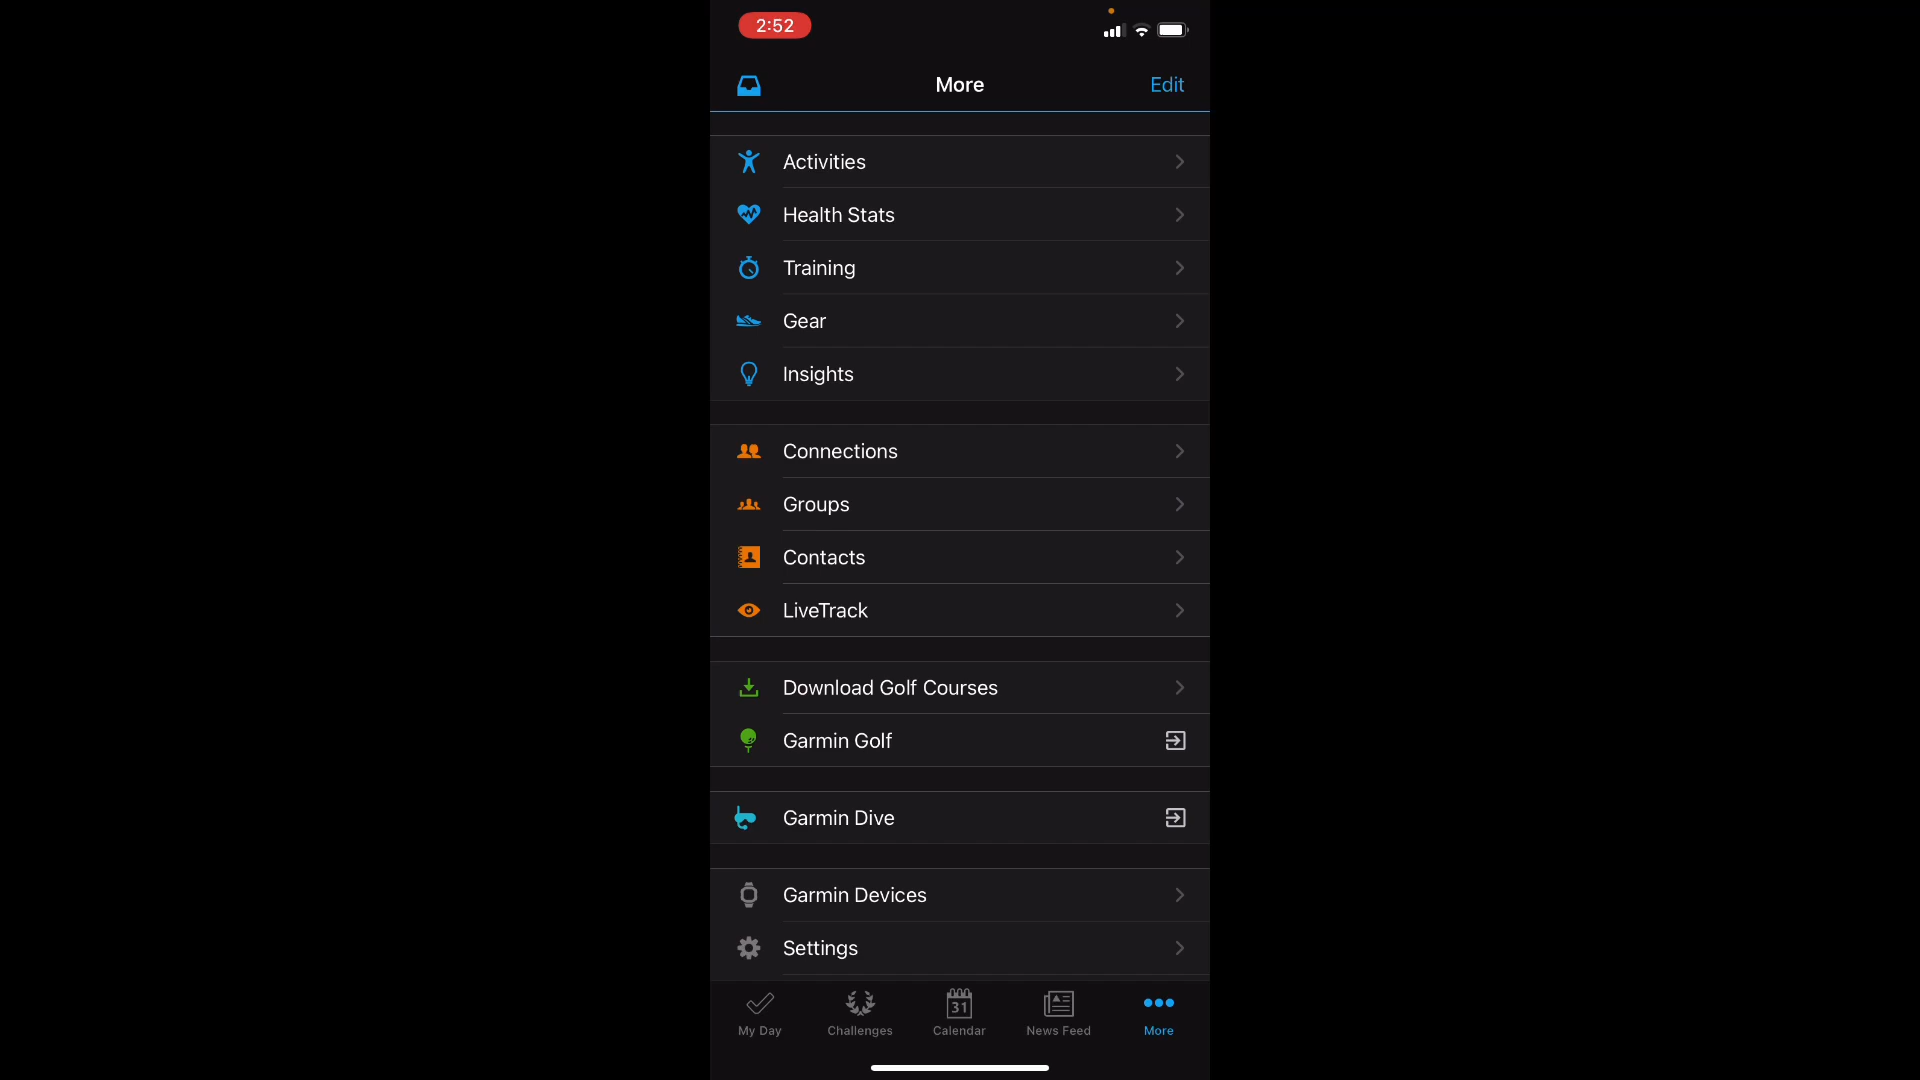 2:52
More
Edit
Activities
Health Stats
Training
Gear
Insights
Connections
Groups
Contacts
LiveTrack
Download Golf Courses
Garmin Golf
Garmin Dive
Garmin Devices
Settings
31
My Day
Challenges
Calendar
News Feed
More